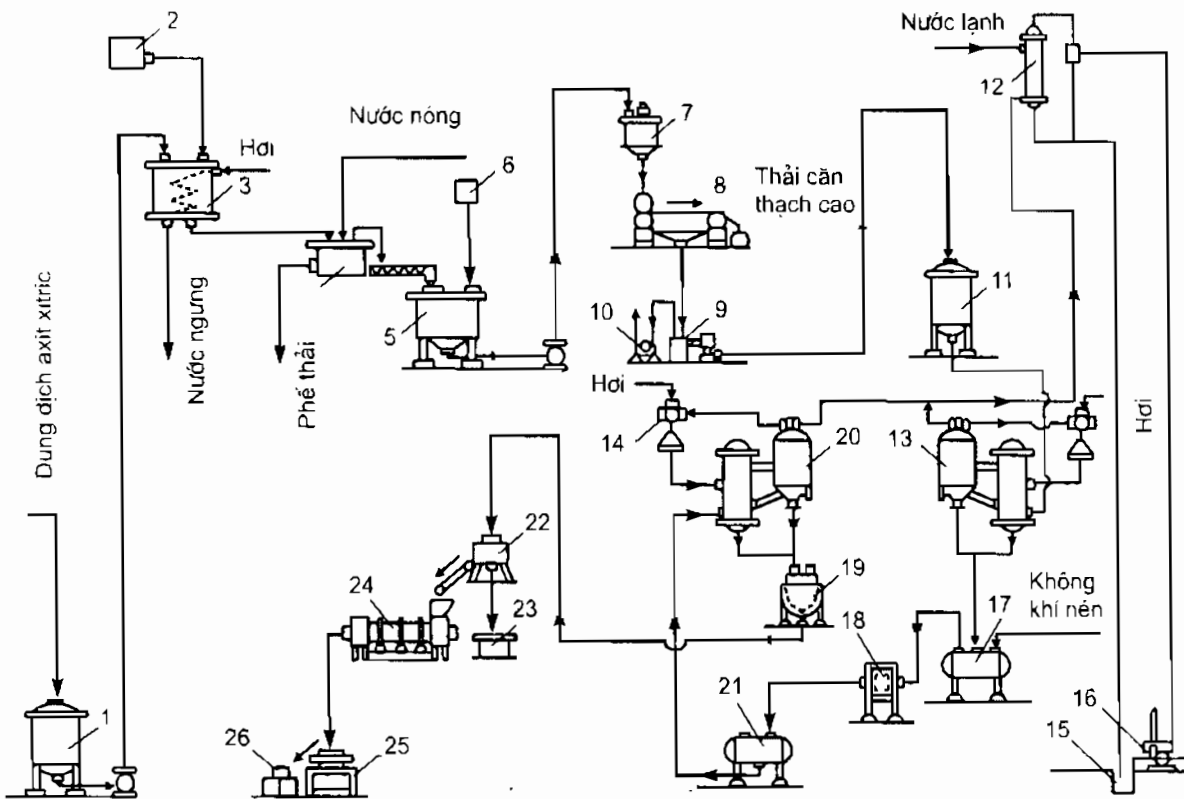 2
Nước lạnh
12
Nước nóng
7
Hơi
3
6
8
Thải căn
thạch cao
5
10
9
11
Nước ngưng
Phế thải
Dung dịch axit xitric
Hơi
14
20
13
Hơi
22
19
24
23
Không
khí nén
17
18
21
16
15
1
26
25